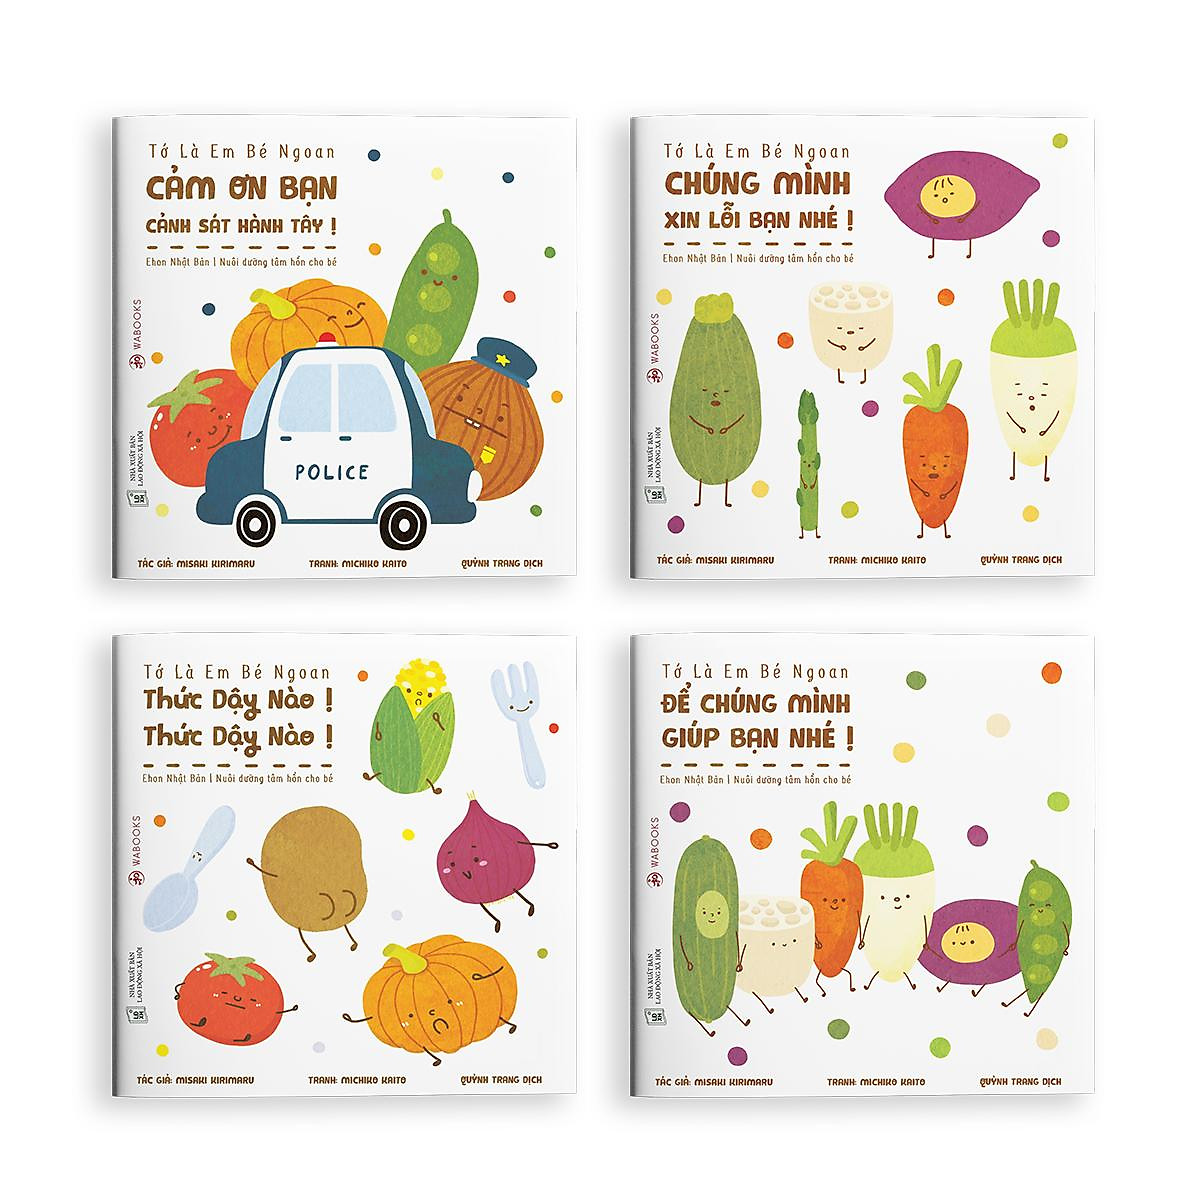 Tớ Là Em Bé Ngoan
CẢM ƠN BẠN
CẢNH SÁT HÀNH TÂY !
Ehon Nhật Bản | Nuôi dưỡng tâm hồn cho bé
WABOOKS
NHÀ XUẤT BẢN
LAO ĐỘNG XÃ HỘI
POLICE
TÁC GIẢ: MISAKI KIRIMARU
TRANH: MICHIKO KAITO
QUỲNH TRANG DỊCH
Tớ Là Em Bé Ngoan
CHÚNG MÌNH
XIN LỖI BẠN NHÉ !
Ehon Nhật Bản | Nuôi dưỡng tâm hồn cho bé
WABOOKS
NHÀ XUẤT BẢN
LAO ĐỘNG XÃ HỘI
TÁC GIẢ: MISAKI KIRIMARU
TRANH: MICHIKO KAITO
QUỲNH TRANG DỊCH
Tớ Là Em Bé Ngoan
Thức Dậy Nào !
Thức Dậy Nào !
Ehon Nhật Bản | Nuôi dưỡng tâm hồn cho bé
WABOOKS
NHÀ XUẤT BẢN
LAO ĐỘNG XÃ HỘI
TÁC GIẢ: MISAKI KIRIMARU
TRANH: MICHIKO KAITO
QUỲNH TRANG DỊCH
Tớ Là Em Bé Ngoan
ĐỂ CHÚNG MÌNH
GIÚP BẠN NHÉ !
Ehon Nhật Bản | Nuôi dưỡng tâm hồn cho bé
WABOOKS
NHÀ XUẤT BẢN
LAO ĐỘNG XÃ HỘI
TÁC GIẢ: MISAKI KIRIMARU
TRANH: MICHIKO KAITO
QUỲNH TRANG DỊCH